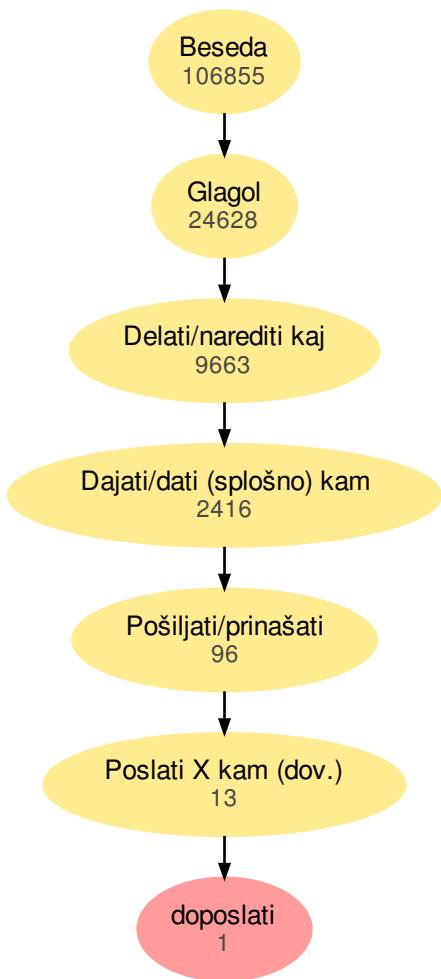 Beseda
106855
Glagol
24628
Delati/narediti kaj
9663
Dajati/dati (splošno) kam
2416
Pošiljati/prinašati
96
Poslati X kam (dov.)
13
doposlati
1